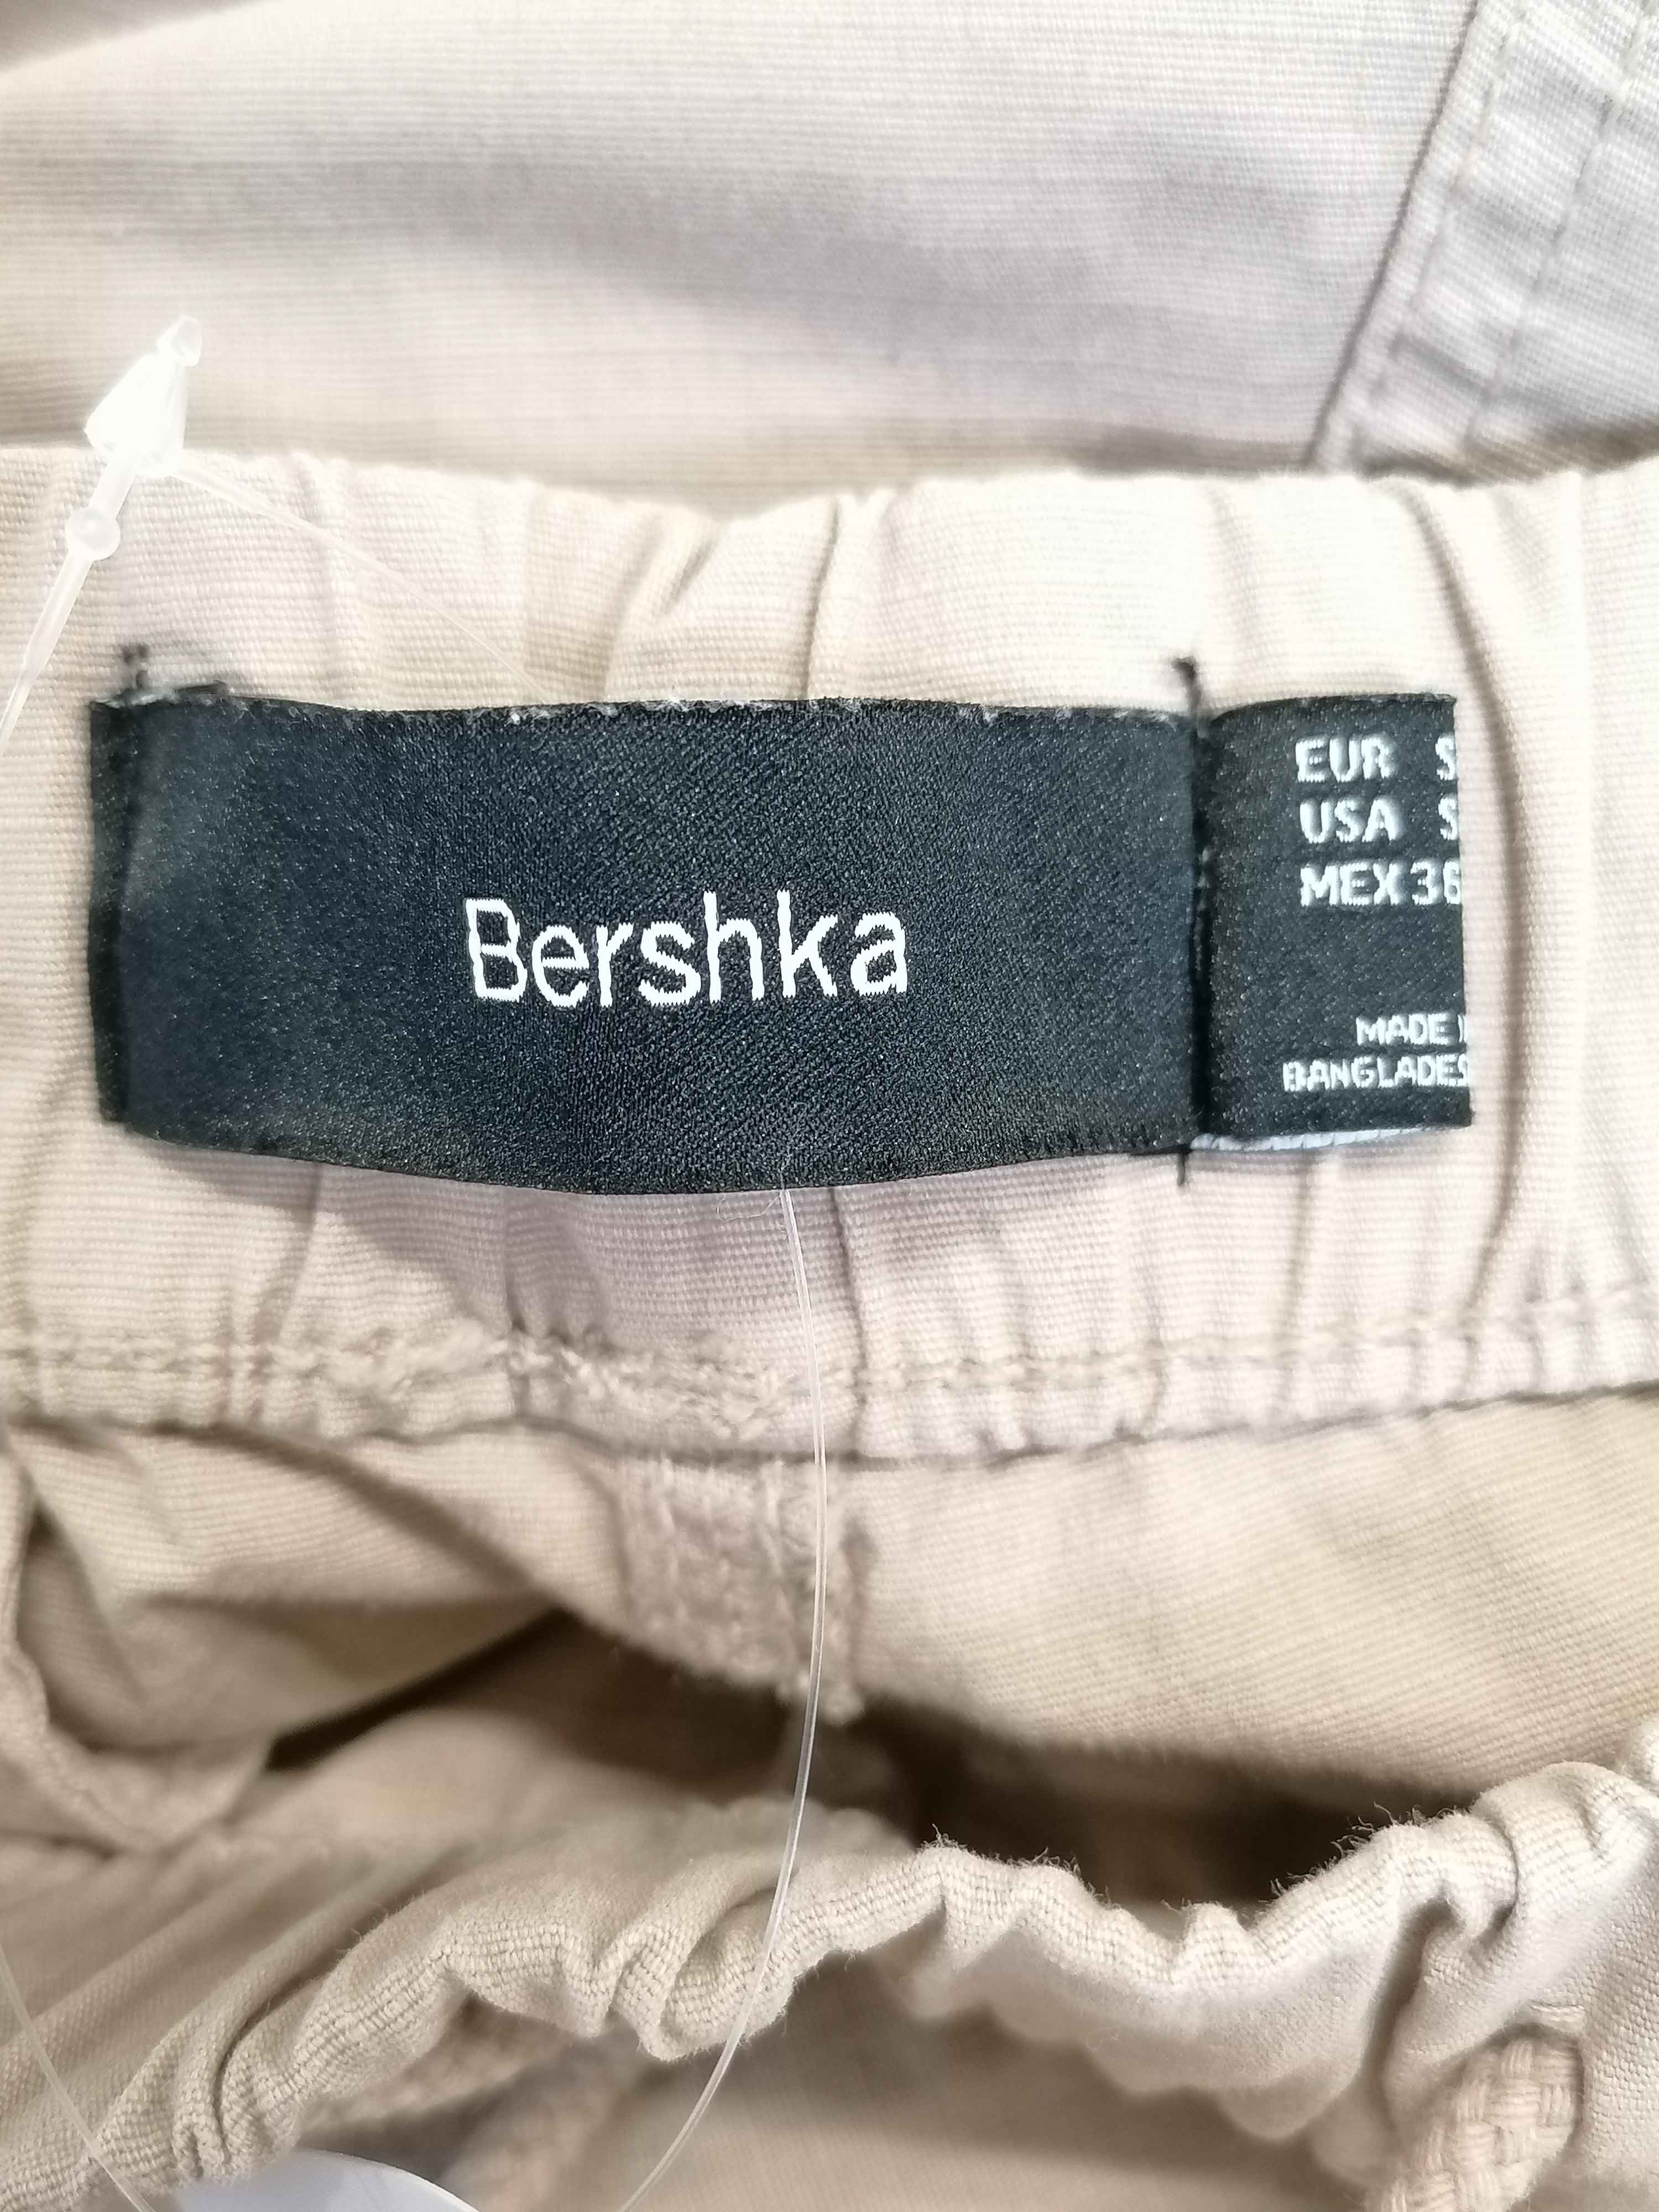 Bershka
EUR S
USA S
MEX 36
MADE I
BANGLADES